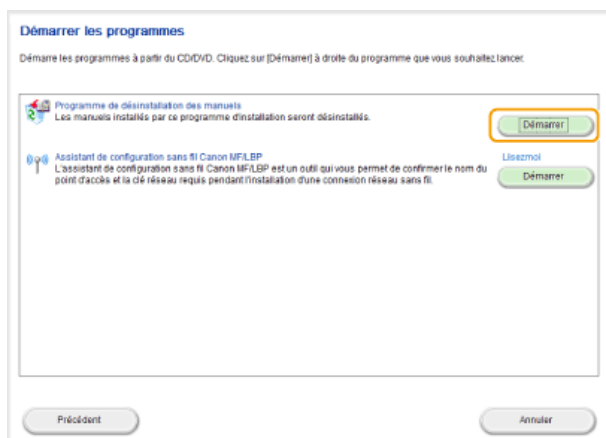 Démarrer les programmes
Démarre les programmes à partir du CD/DVD. Cliquez sur [Démarrer] à droite du programme que vous souhaitez lancer.
Programme de désinstallation des manuels
Les manuels installés par ce programme d'installation seront désinstallés.
Démarrer
Assistant de configuration sans fil Canon MF/LBP
Lisezmoi
L'assistant de configuration sans fil Canon MF/LBP est un outil qui vous permet de confirmer le nom du
point d'accès et la clé réseau requis pendant l'installation d'une connexion réseau sans fil.
Démarrer
Précédent
Annuler